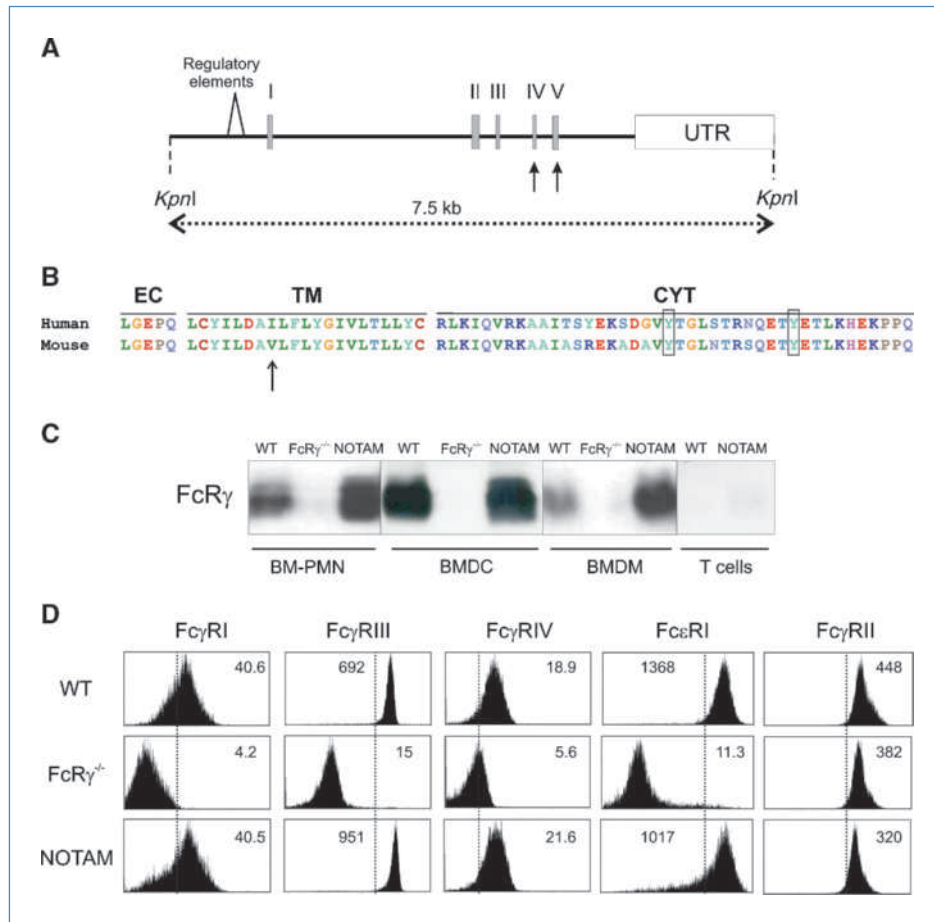 A
Regulatory
elements
I II III IV V
UTR
KpnI KpnI
7.5 kb
B
EC TM CYT
Human LGEPQ LCYILDAILFLYGIVLTLLYC RLKIQVRKAAITSYEKSDGVYTGLSTRNQETYETLKHEKPPQ
Mouse LGEPQ LCYILDAVLFLYGIVLTLLYC RLKIQVRKAAIASREKADAVYTGLNTRSQETYETLKHEKPPQ
C
WT FcRγ-/- NOTAM WT FcRγ-/- NOTAM WT FcRγ-/- NOTAM WT NOTAM
FcRγ
BM-PMN BMDC BMDM T cells
D
FcγRI FcγRIII FcγRIV FcεRI FcγRII
WT 40.6 692 18.9 1368 448
FcRγ-/- 4.2 15 5.6 11.3 382
NOTAM 40.5 951 21.6 1017 320